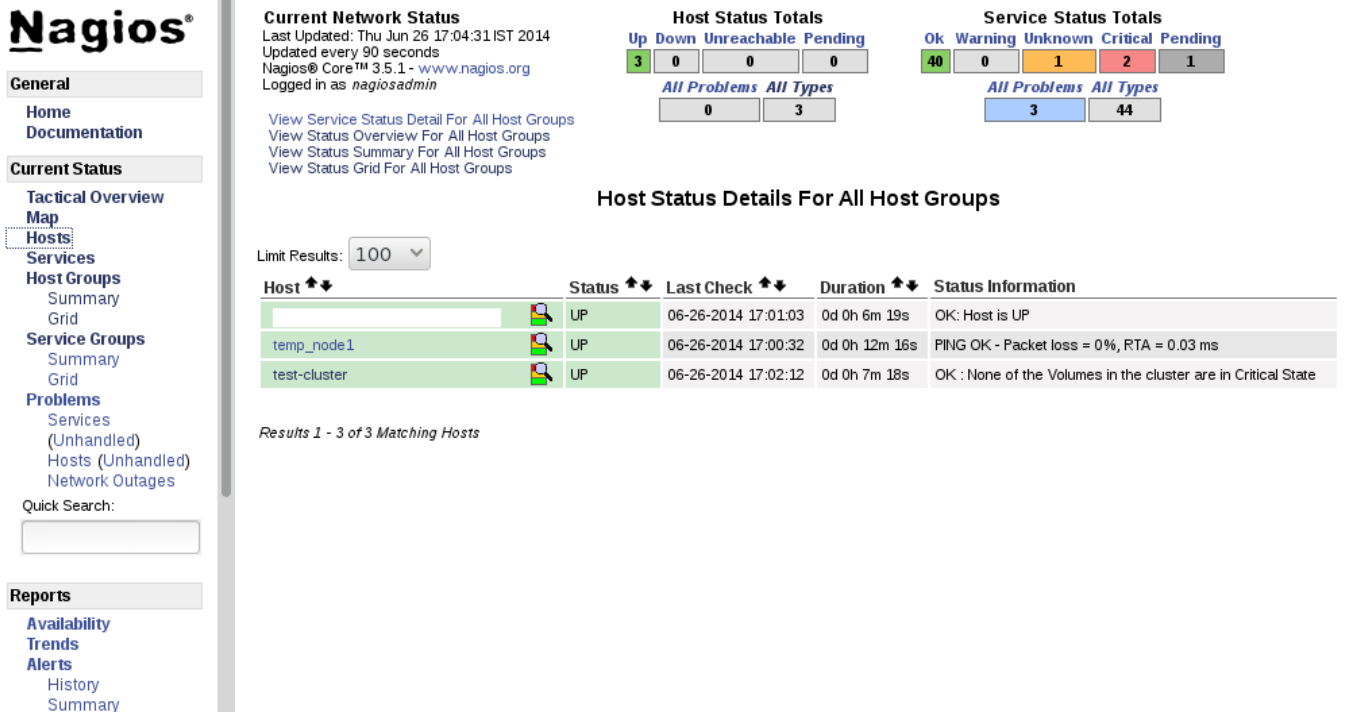 Nagios®
General
Home
Documentation
Current Status
Tactical Overview
Map
Hosts
Services
Host Groups
Summary
Grid
Service Groups
Summary
Grid
Problems
Services
(Unhandled)
Hosts (Unhandled)
Network Outages
Quick Search:
Reports
Availability
Trends
Alerts
History
Summary
Current Network Status
Last Updated: Thu Jun 26 17:04:31 IST 2014
Updated every 90 seconds
Nagios® Core™ 3.5.1 - www.nagios.org
Logged in as nagiosadmin
View Service Status Detail For All Host Groups
View Status Overview For All Host Groups
View Status Summary For All Host Groups
View Status Grid For All Host Groups
Host Status Totals
Up Down Unreachable Pending
3 0 0 0
All Problems All Types
0 3
Service Status Totals
Ok Warning Unknown Critical Pending
40 0 1 2 1
All Problems All Types
3 44
Host Status Details For All Host Groups
Limit Results: 100
Host Status Last Check Duration Status Information
UP 06-26-2014 17:01:03 0d 0h 6m 19s OK: Host is UP
temp_node1 UP 06-26-2014 17:00:32 0d 0h 12m 16s PING OK - Packet loss = 0%, RTA = 0.03 ms
test-cluster UP 06-26-2014 17:02:12 0d 0h 7m 18s OK : None of the Volumes in the cluster are in Critical State
Results 1 - 3 of 3 Matching Hosts